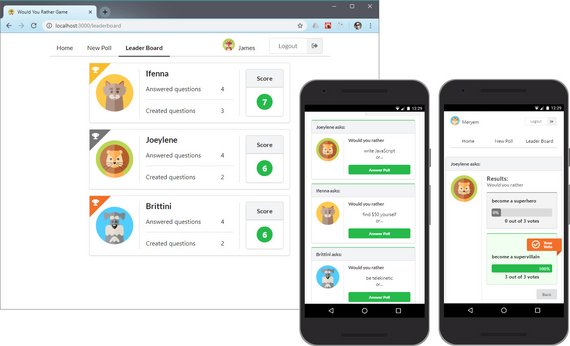 Would You Rather Game
localhost:3000/leaderboard
Home New Poll Leader Board James Logout
Ifenna
Answered questions 4
Created questions 3
Score
7
Joeylene
Answered questions 4
Created questions 2
Score
6
Brittini
Answered questions 4
Created questions 2
Score
6
12:29
Joeylene asks:
Would you rather
write JavaScript
or...
Answer Poll
Ifenna asks:
Would you rather
find $50 yourself
or...
Answer Poll
Brittini asks:
Would you rather
be telekinetic
or...
Answer Poll
12:29
Meryem Logout
Home New Poll Leader Board
Joeylene asks:
Results:
Would you rather
become a superhero
0%
0 out of 3 votes
Your
Vote
become a supervillain
100%
3 out of 3 votes
Back